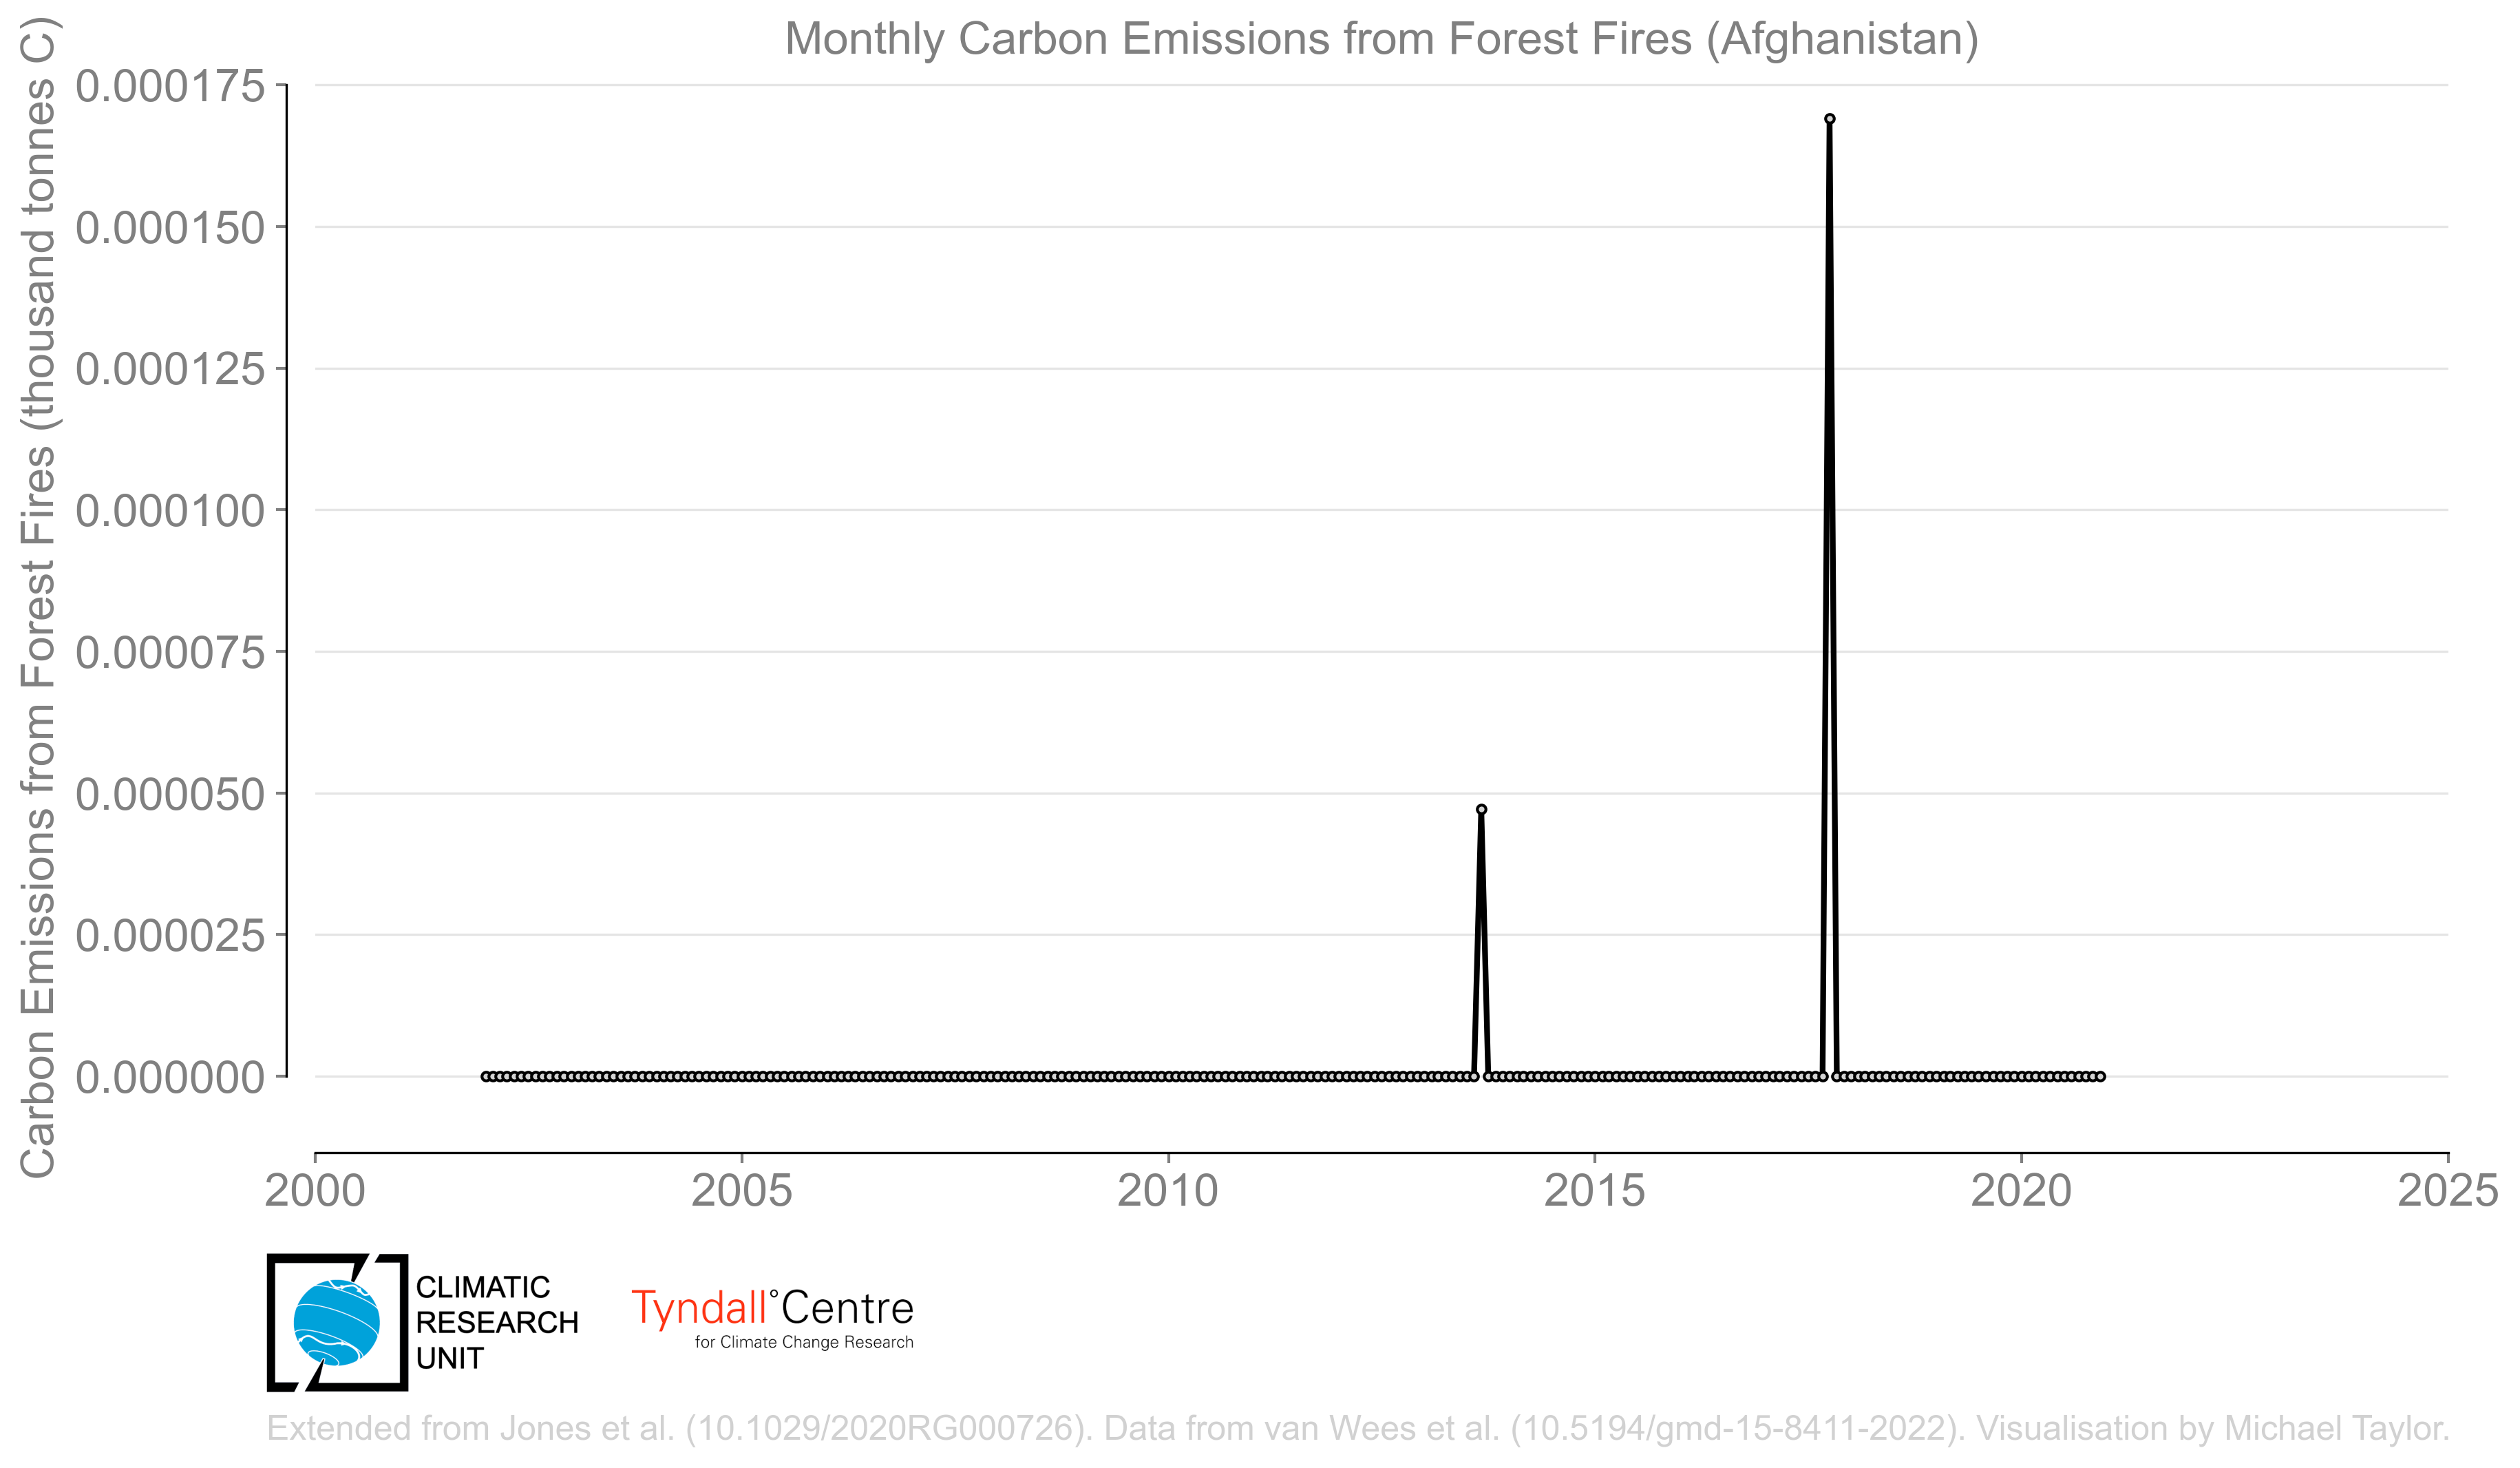 Monthly Carbon Emissions from Forest Fires (Afghanistan)
Carbon Emissions from Forest Fires (thousand tonnes C)
0.000175
0.000150
0.000125
0.000100
0.000075
0.000050
0.000025
0.000000
2000 2005 2010 2015 2020 2025
CLIMATIC
RESEARCH
UNIT
Tyndall°Centre
for Climate Change Research
Extended from Jones et al. (10.1029/2020RG000726). Data from van Wees et al. (10.5194/gmd-15-8411-2022). Visualisation by Michael Taylor.